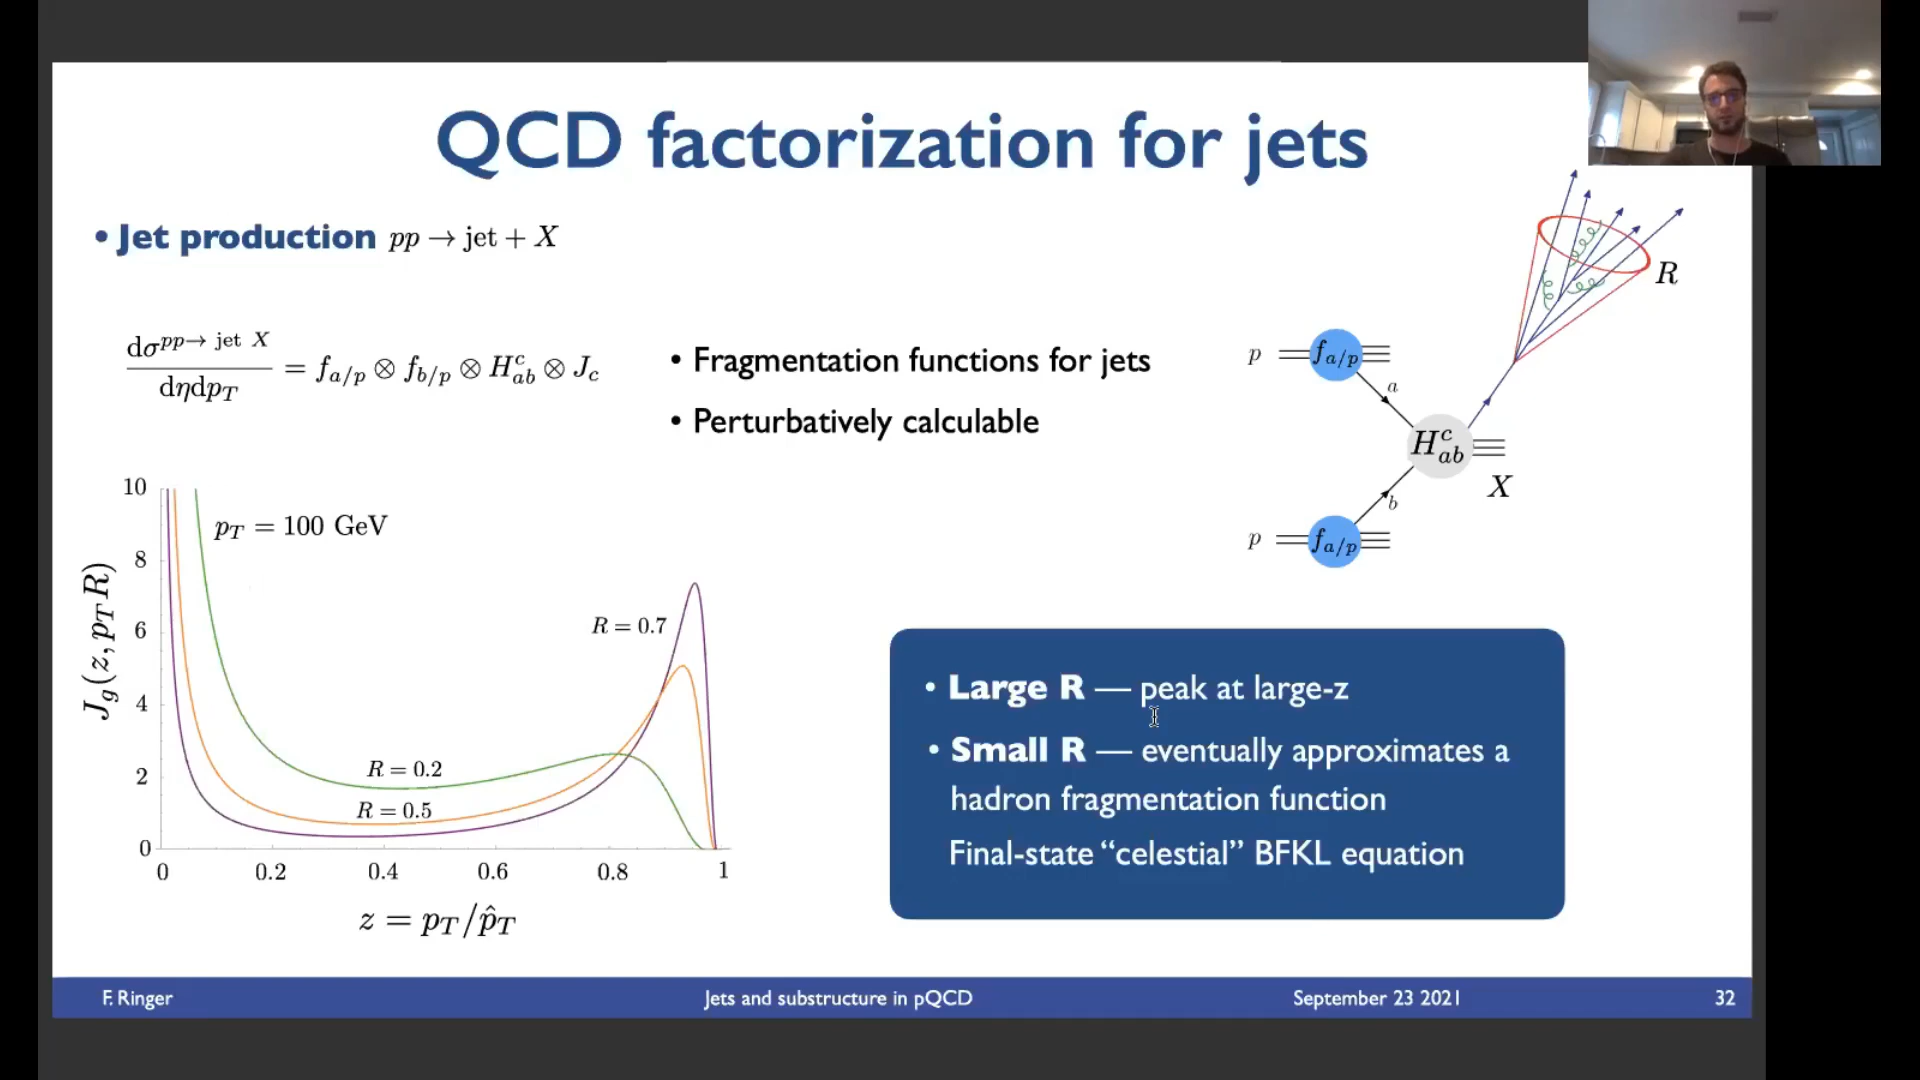 QCD factorization for jets
• Jet production pp → jet + X
dσ^{pp→ jet X} / dηdp_T = f_{a/p} ⊗ f_{b/p} ⊗ H^c_{ab} ⊗ J_c
• Fragmentation functions for jets
• Perturbatively calculable
R
p f_{a/p}
a
H^c_{ab}
X
b
p f_{a/p}
10
8
6
4
2
0
J_g(z, p_T R)
p_T = 100 GeV
R = 0.7
R = 0.2
R = 0.5
0 0.2 0.4 0.6 0.8 1
z = p_T/p̂_T
• Large R — peak at large-z
• Small R — eventually approximates a
hadron fragmentation function
Final-state “celestial” BFKL equation
F. Ringer
Jets and substructure in pQCD
September 23 2021
32